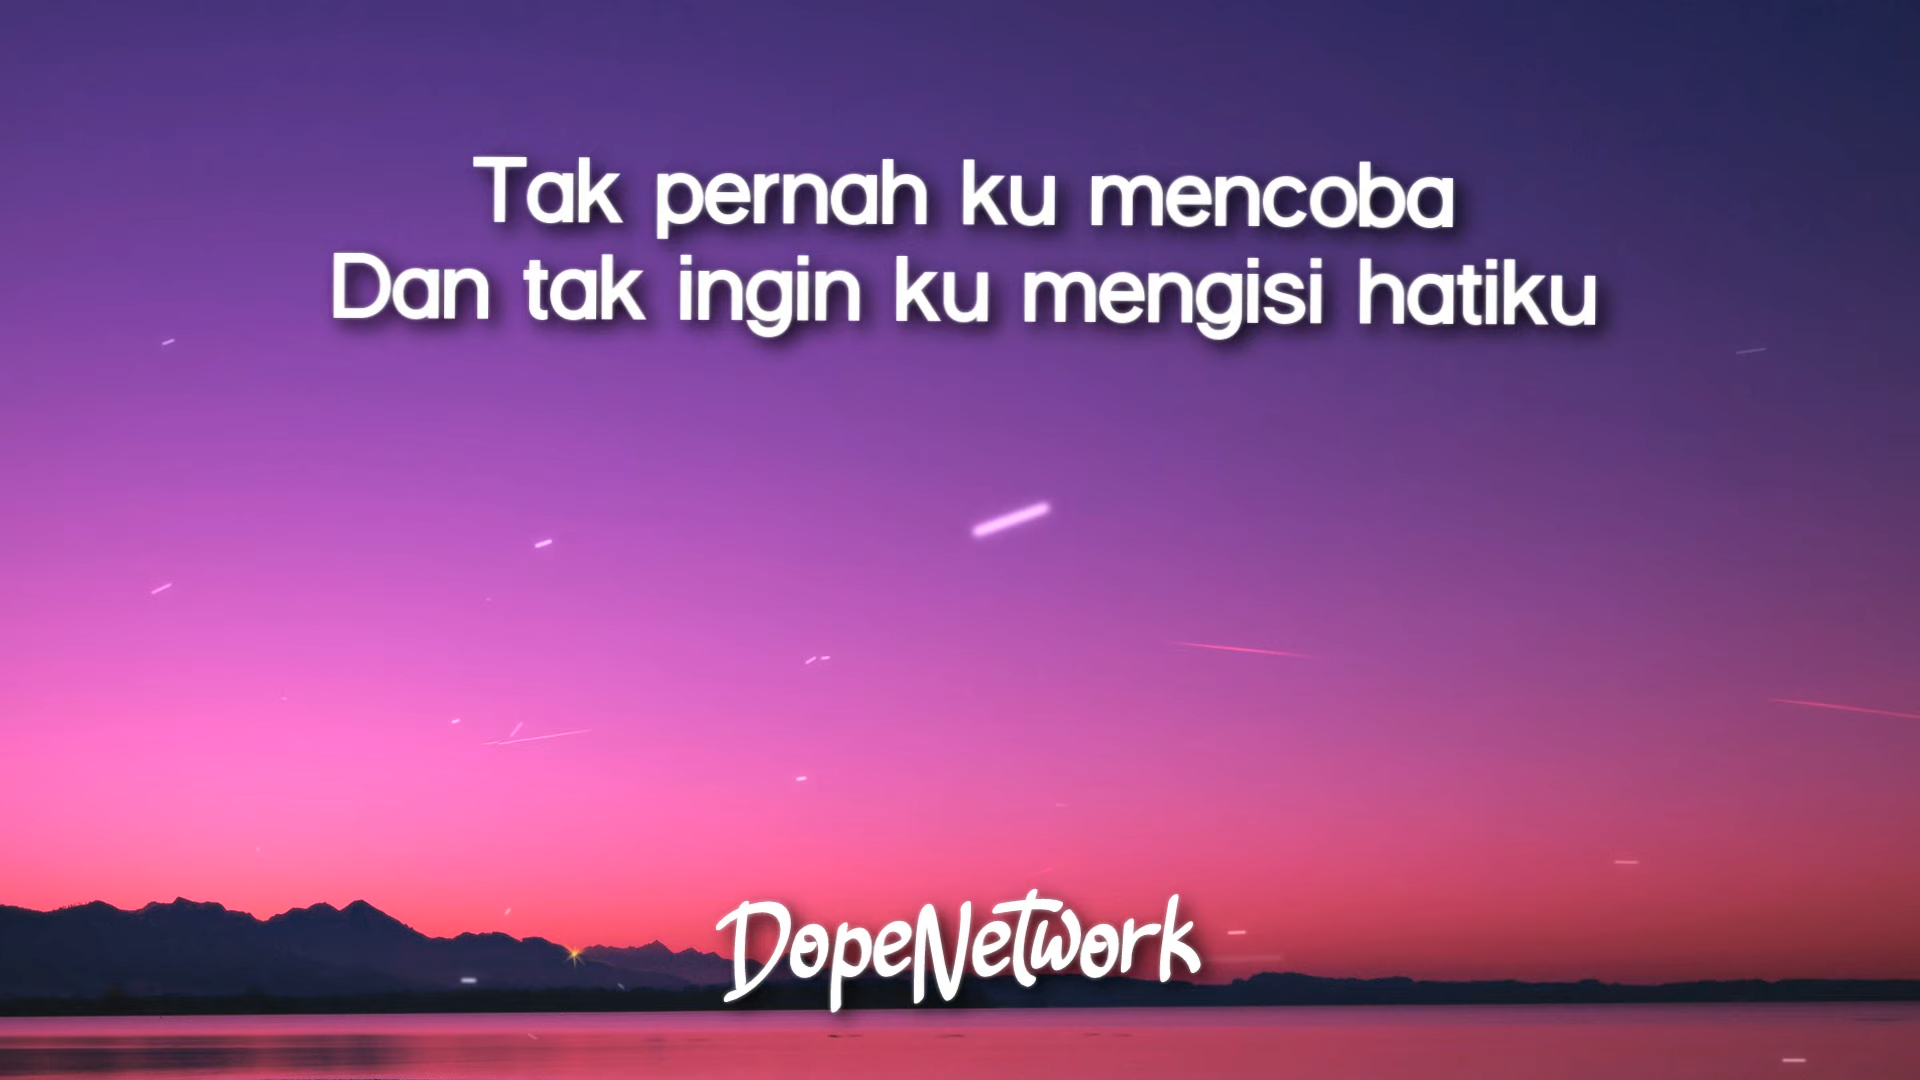 Tak pernah ku mencoba
Dan tak ingin ku mengisi hatiku
DopeNetwork